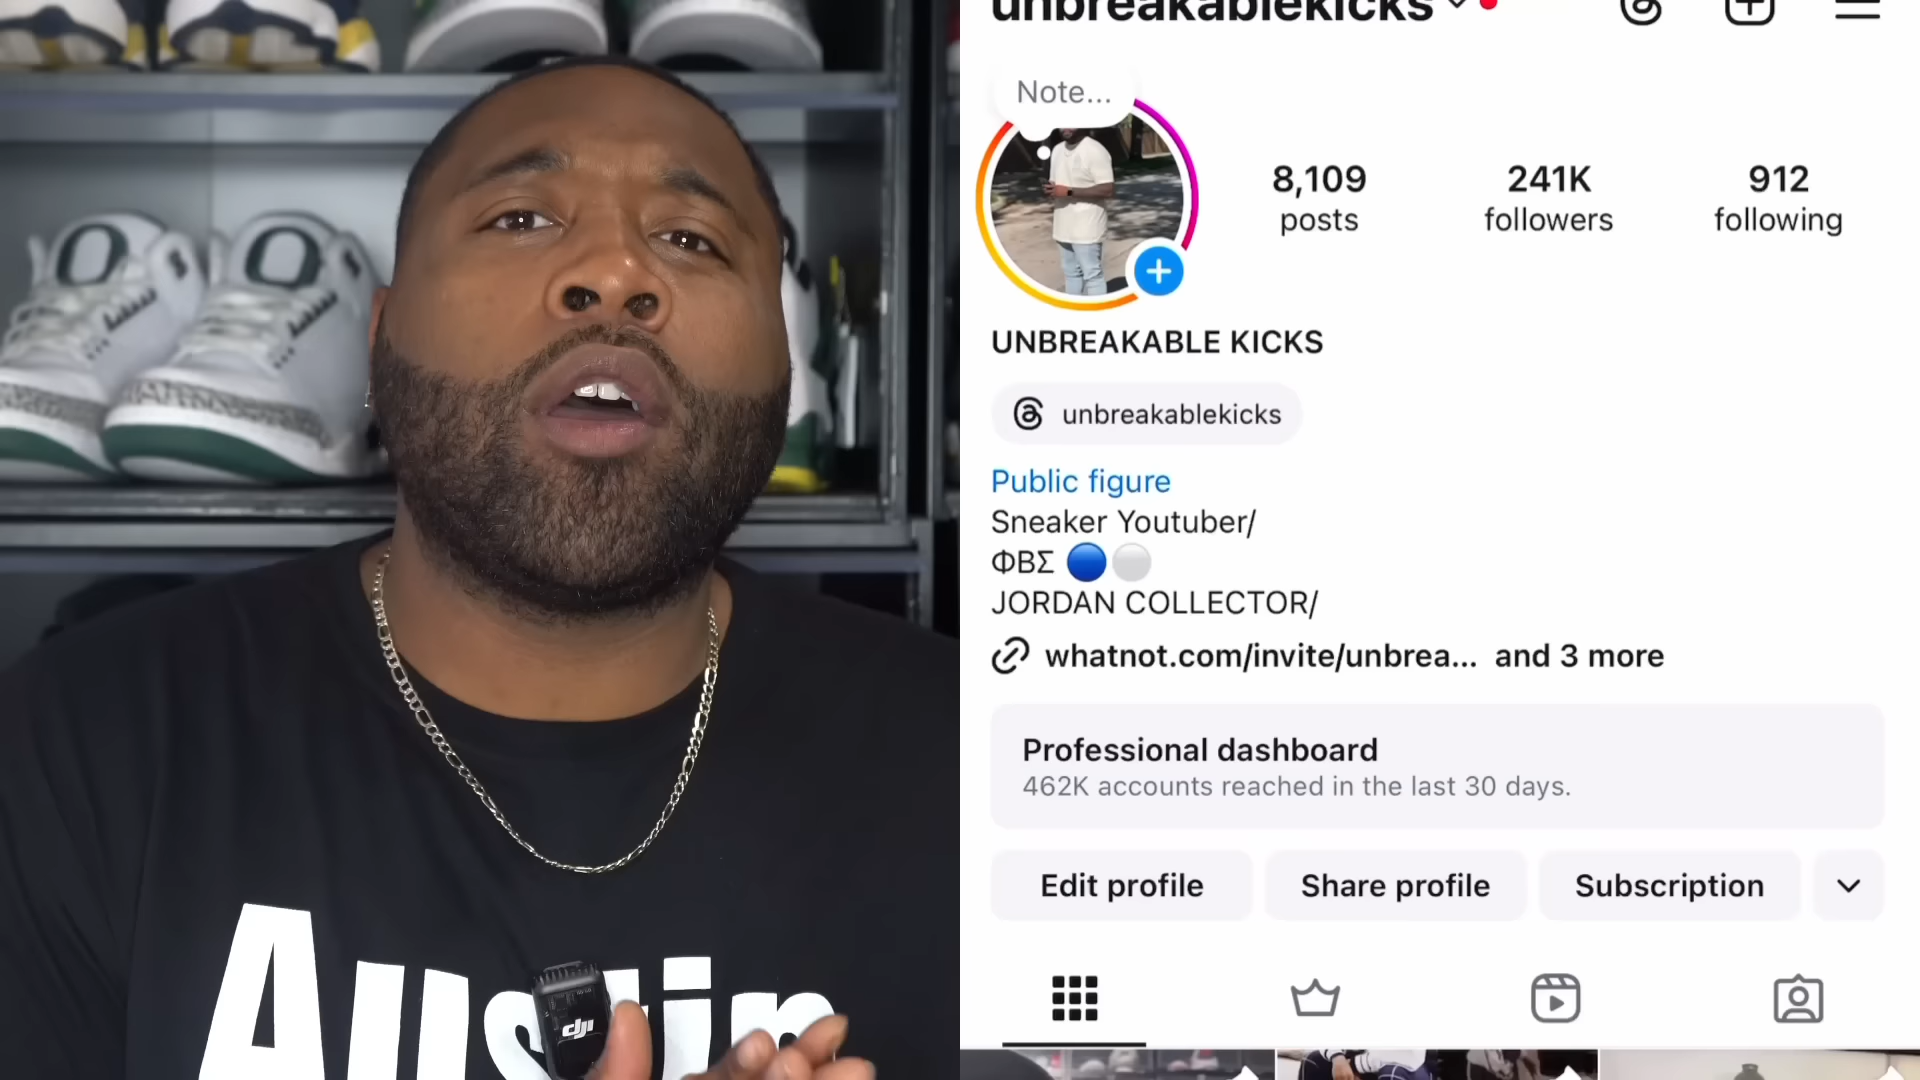 unbreakablekicks
Note...
8,109
posts
241K
followers
912
following
UNBREAKABLE KICKS
unbreakablekicks
Public figure
Sneaker Youtuber/
ΦΒΣ 🔵⚪
JORDAN COLLECTOR/
whatnot.com/invite/unbrea... and 3 more
Professional dashboard
462K accounts reached in the last 30 days.
Edit profile
Share profile
Subscription
Austin
dji
O
O